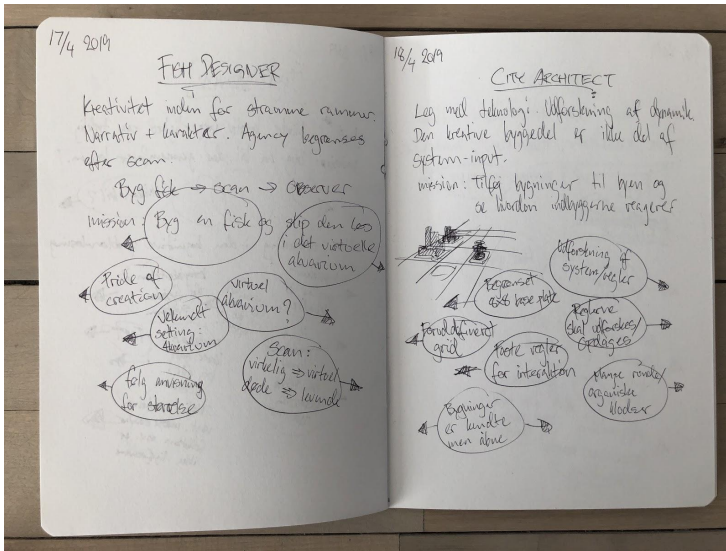 17/4 2019
FISH DESIGNER
Kreativitet inden for stramme rammer.
Narrativ + karakter. Agency begrænses
efter scan.
Byg fisk → scan → observer
mission: Byg en fisk og slip den løs
i det virtuelle
akvarium
Pride of
creation
virtuel
akvarium?
Velkendt
setting:
Akvarium
Scan:
virkelig ⇒ virtuel
døde ⇒ levende
følg anvisning
for størrelse
18/4 2019
CITY ARCHITECT
Leg med teknologi. Udforskning af dynamik.
Den kreative byggedel er ikke del af
system-input.
mission: Tilføj bygninger til byen og
se hvordan indbyggerne reagerer
Udforskning af
system/regler
Begrænset
base plate
Reglerne
skal udforskes/
opdages
Forud defineret
grid
Faste regler
for interaktion
Mange runde/
organiske
klodser
Bygninger
er kendte
men åbne